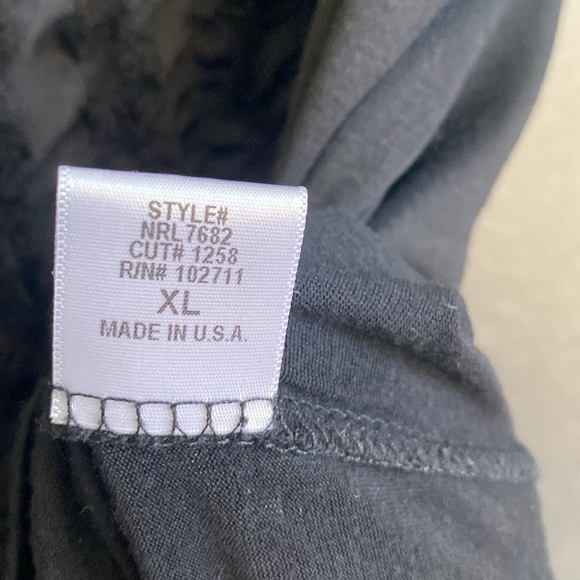 STYLE#
NRL7682
CUT# 1258
R/N# 102711
XL
MADE IN U.S.A.